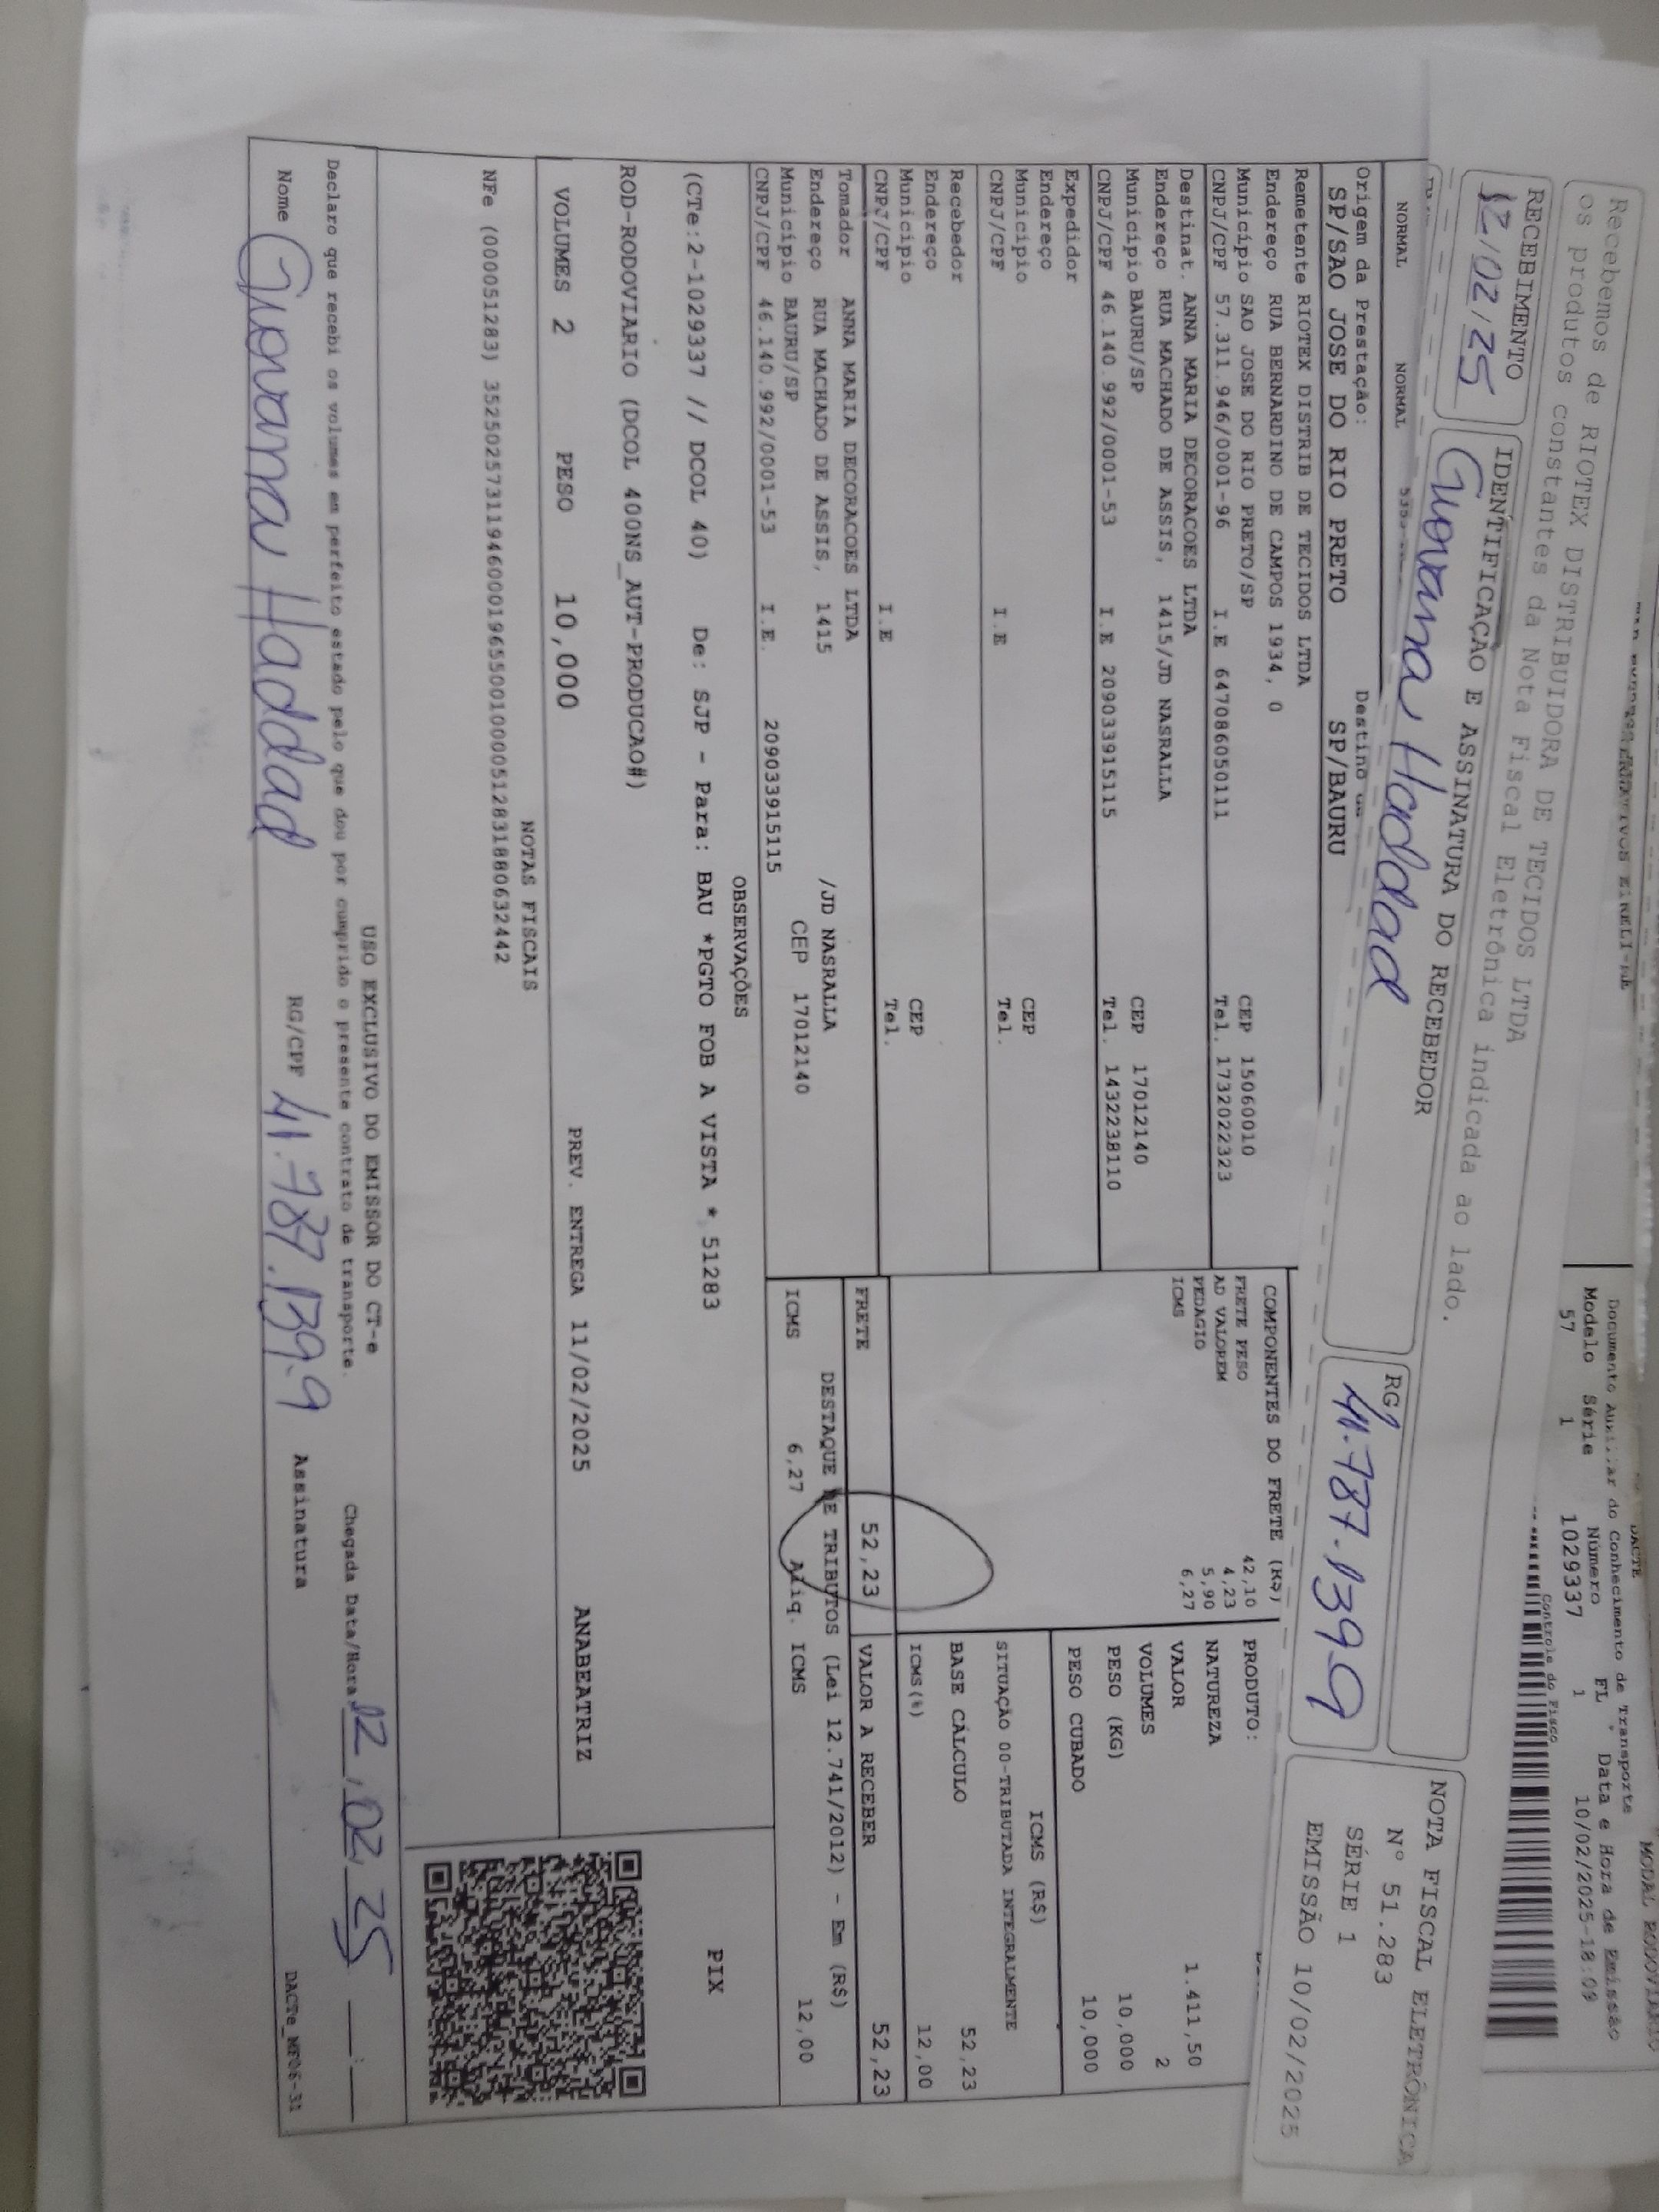 Recebemos de RIOTEX DISTRIBUIDORA DE TECIDOS LTDA
os produtos constantes da Nota Fiscal Eletrônica indicada ao lado.
RECEBIMENTO
12/02/25
IDENTIFICAÇÃO E ASSINATURA DO RECEBEDOR
Giovana Haddad
RG
41.787.139-9
NOTA FISCAL ELETRÔNICA
Nº 51.283
SÉRIE 1
EMISSÃO 10/02/2025
DACTE
MODAL RODOVIARIO
Documento Auxiliar do Conhecimento de Transporte
Modelo Série Número FL Data e Hora de Emissão
57 1 1029337 1 10/02/2025-18:09
Controle do Fisco
NORMAL NORMAL
Origem da Prestação:
SP/SAO JOSE DO RIO PRETO
Destino
SP/BAURU
Remetente RIOTEX DISTRIB DE TECIDOS LTDA
Endereço RUA BERNARDINO DE CAMPOS 1934, 0
Município SAO JOSE DO RIO PRETO/SP CEP 15060010
CNPJ/CPF 57.311.946/0001-96 I.E 647086050111 Tel. 1732022323
Destinat. ANNA MARIA DECORACOES LTDA
Endereço RUA MACHADO DE ASSIS, 1415/JD NASRALLA
Município BAURU/SP CEP 17012140
CNPJ/CPF 46.140.992/0001-53 I.E 209033915115 Tel. 1432238110
Expedidor
Endereço
Município CEP
CNPJ/CPF I.E Tel.
Recebedor
Endereço
Município CEP
CNPJ/CPF I.E Tel.
Tomador ANNA MARIA DECORACOES LTDA
Endereço RUA MACHADO DE ASSIS, 1415 /JD NASRALLA
Município BAURU/SP CEP 17012140
CNPJ/CPF 46.140.992/0001-53 I.E. 209033915115
COMPONENTES DO FRETE (R$)
FRETE PESO 42,10
AD VALOREM 4,23
PEDAGIO 5,90
ICMS 6,27
PRODUTO:
NATUREZA
VALOR 1.411,50
VOLUMES 2
PESO (KG) 10,000
PESO CUBADO 10,000
ICMS (R$)
SITUAÇÃO 00-TRIBUTADA INTEGRALMENTE
BASE CÁLCULO 52,23
ICMS(%) 12,00
FRETE 52,23
VALOR A RECEBER 52,23
DESTAQUE DE TRIBUTOS (Lei 12.741/2012) - Em (R$)
ICMS 6,27 Aliq. ICMS 12,00
OBSERVAÇÕES
(CTe:2-1029337 // DCOL 40) De: SJP - Para: BAU *PGTO FOB A VISTA * 51283
ROD-RODOVIARIO (DCOL 400NS_AUT-PRODUCAO#)
PIX
VOLUMES 2 PESO 10,000 PREV. ENTREGA 11/02/2025 ANABEATRIZ
NOTAS FISCAIS
NFe (000051283) 35250257311946000196550010000512831880632442
USO EXCLUSIVO DO EMISSOR DO CT-e
Declaro que recebi os volumes em perfeito estado pelo que dou por cumprido o presente contrato de transporte.
Chegada Data/Hora 12/02/25
Nome Giovana Haddad RG/CPF 41.787.139-9 Assinatura
DACTe_MF06-31